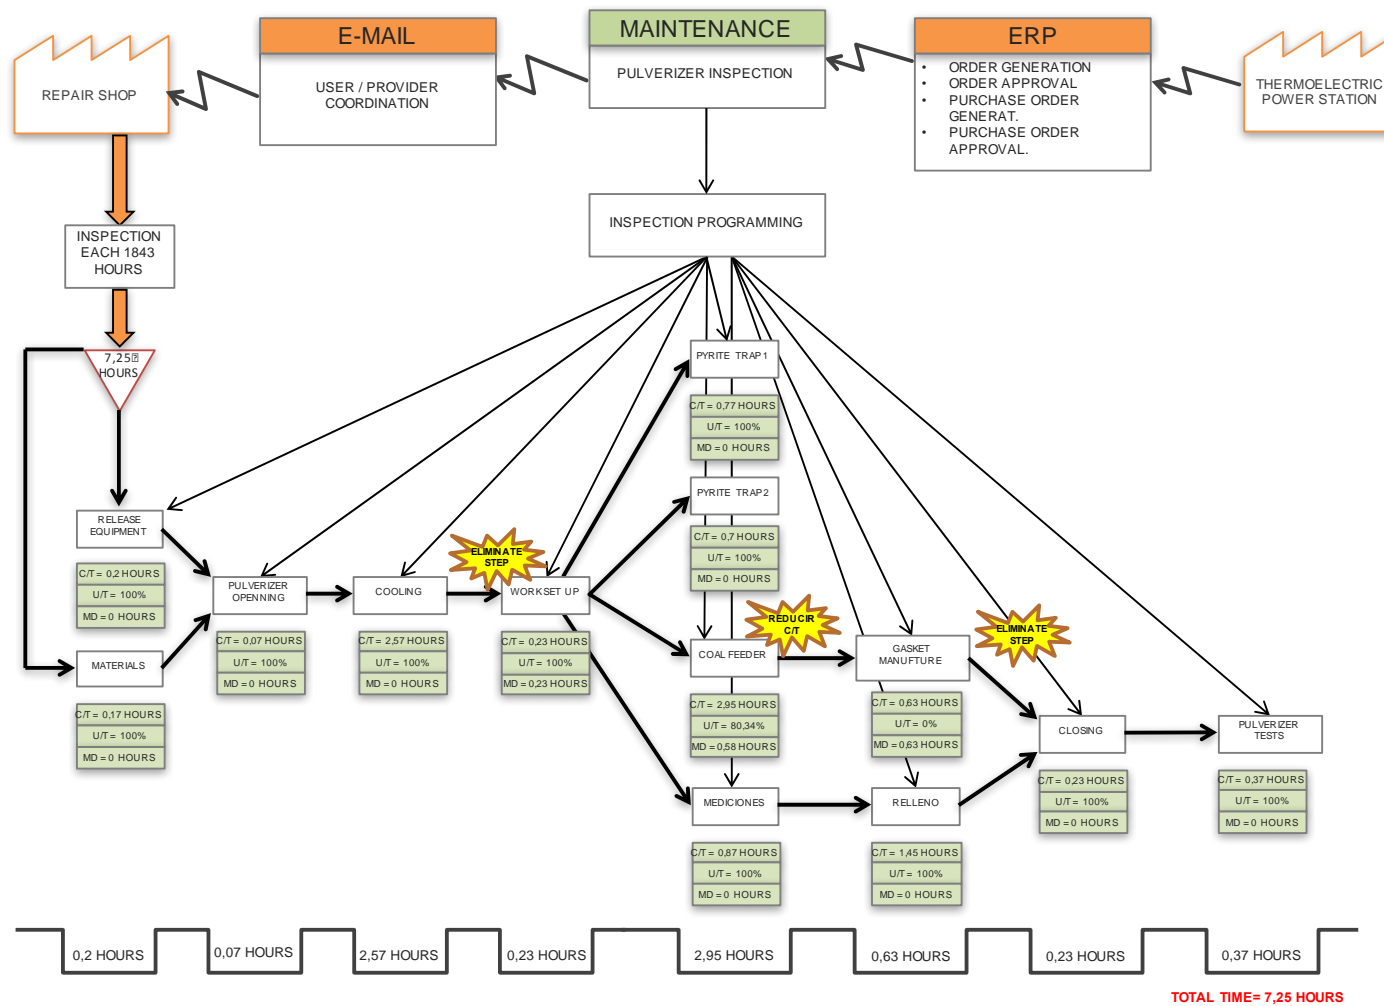 E-MAIL
MAINTENANCE
ERP
REPAIR SHOP
USER / PROVIDER
COORDINATION
PULVERIZER INSPECTION
• ORDER GENERATION
• ORDER APPROVAL
• PURCHASE ORDER
GENERAT.
• PURCHASE ORDER
APPROVAL.
THERMOELECTRIC
POWER STATION
INSPECTION
EACH 1843
HOURS
INSPECTION PROGRAMMING
7,25
HOURS
PYRITE TRAP1
C/T = 0,77 HOURS
U/T = 100%
MD = 0 HOURS
PYRITE TRAP2
C/T = 0,7 HOURS
U/T = 100%
MD = 0 HOURS
RELEASE
EQUIPMENT
C/T = 0,2 HOURS
U/T = 100%
MD = 0 HOURS
MATERIALS
C/T = 0,17 HOURS
U/T = 100%
MD = 0 HOURS
PULVERIZER
OPENNING
C/T = 0,07 HOURS
U/T = 100%
MD = 0 HOURS
COOLING
C/T = 2,57 HOURS
U/T = 100%
MD = 0 HOURS
ELIMINATE
STEP
WORKSET UP
C/T = 0,23 HOURS
U/T = 100%
MD = 0,23 HOURS
COAL FEEDER
C/T = 2,95 HOURS
U/T = 80,34%
MD = 0,58 HOURS
REDUCIR
C/T
GASKET
MANUFTURE
C/T = 0,63 HOURS
U/T = 0%
MD = 0,63 HOURS
ELIMINATE
STEP
MEDICIONES
C/T = 0,87 HOURS
U/T = 100%
MD = 0 HOURS
RELLENO
C/T = 1,45 HOURS
U/T = 100%
MD = 0 HOURS
CLOSING
C/T = 0,23 HOURS
U/T = 100%
MD = 0 HOURS
PULVERIZER
TESTS
C/T = 0,37 HOURS
U/T = 100%
MD = 0 HOURS
0,2 HOURS
0,07 HOURS
2,57 HOURS
0,23 HOURS
2,95 HOURS
0,63 HOURS
0,23 HOURS
0,37 HOURS
TOTAL TIME= 7,25 HOURS